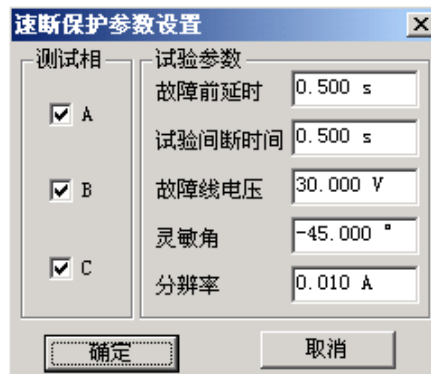 速断保护参数设置
测试相
A
B
C
试验参数
故障前延时 0.500 s
试验间断时间 0.500 s
故障线电压 30.000 V
灵敏角 -45.000 °
分辨率 0.010 A
确定 取消